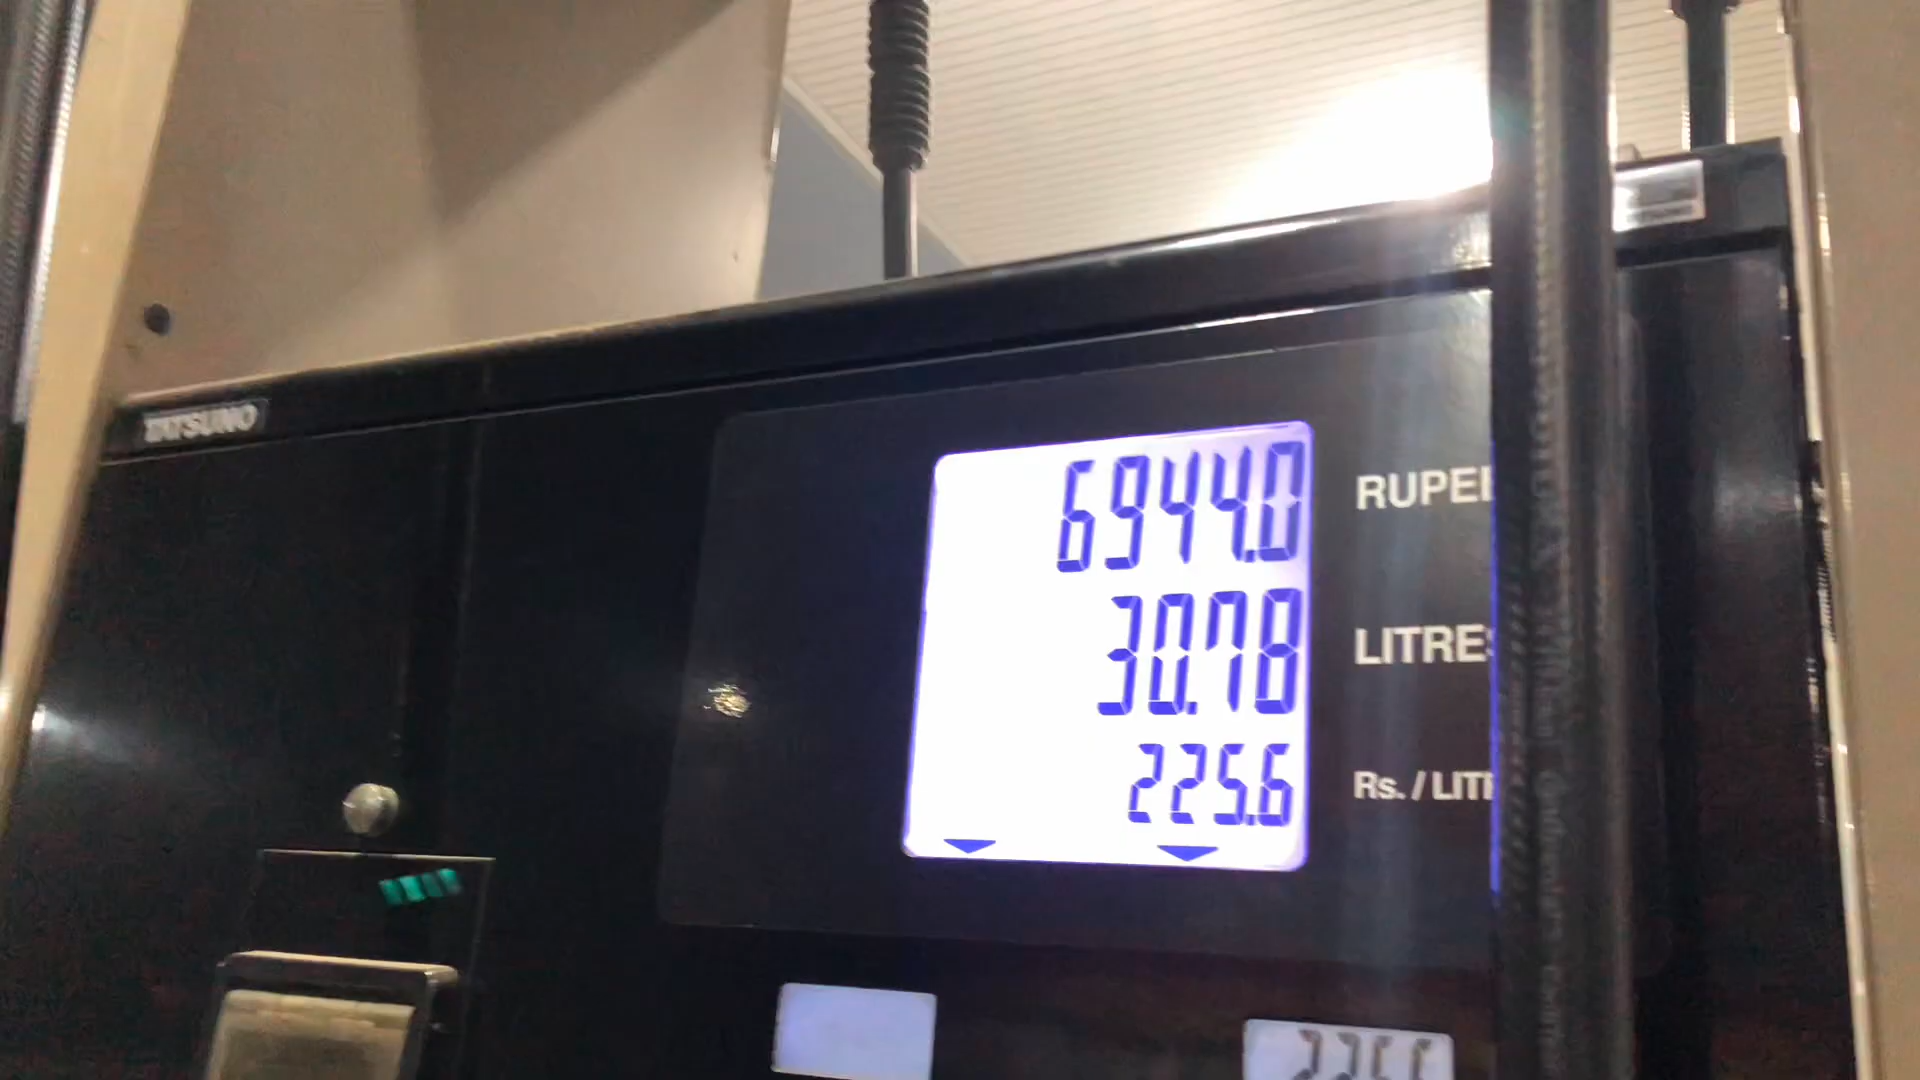 TATSUNO
6944.0
RUPEE
30.78
LITRES
225.6
Rs. / LIT